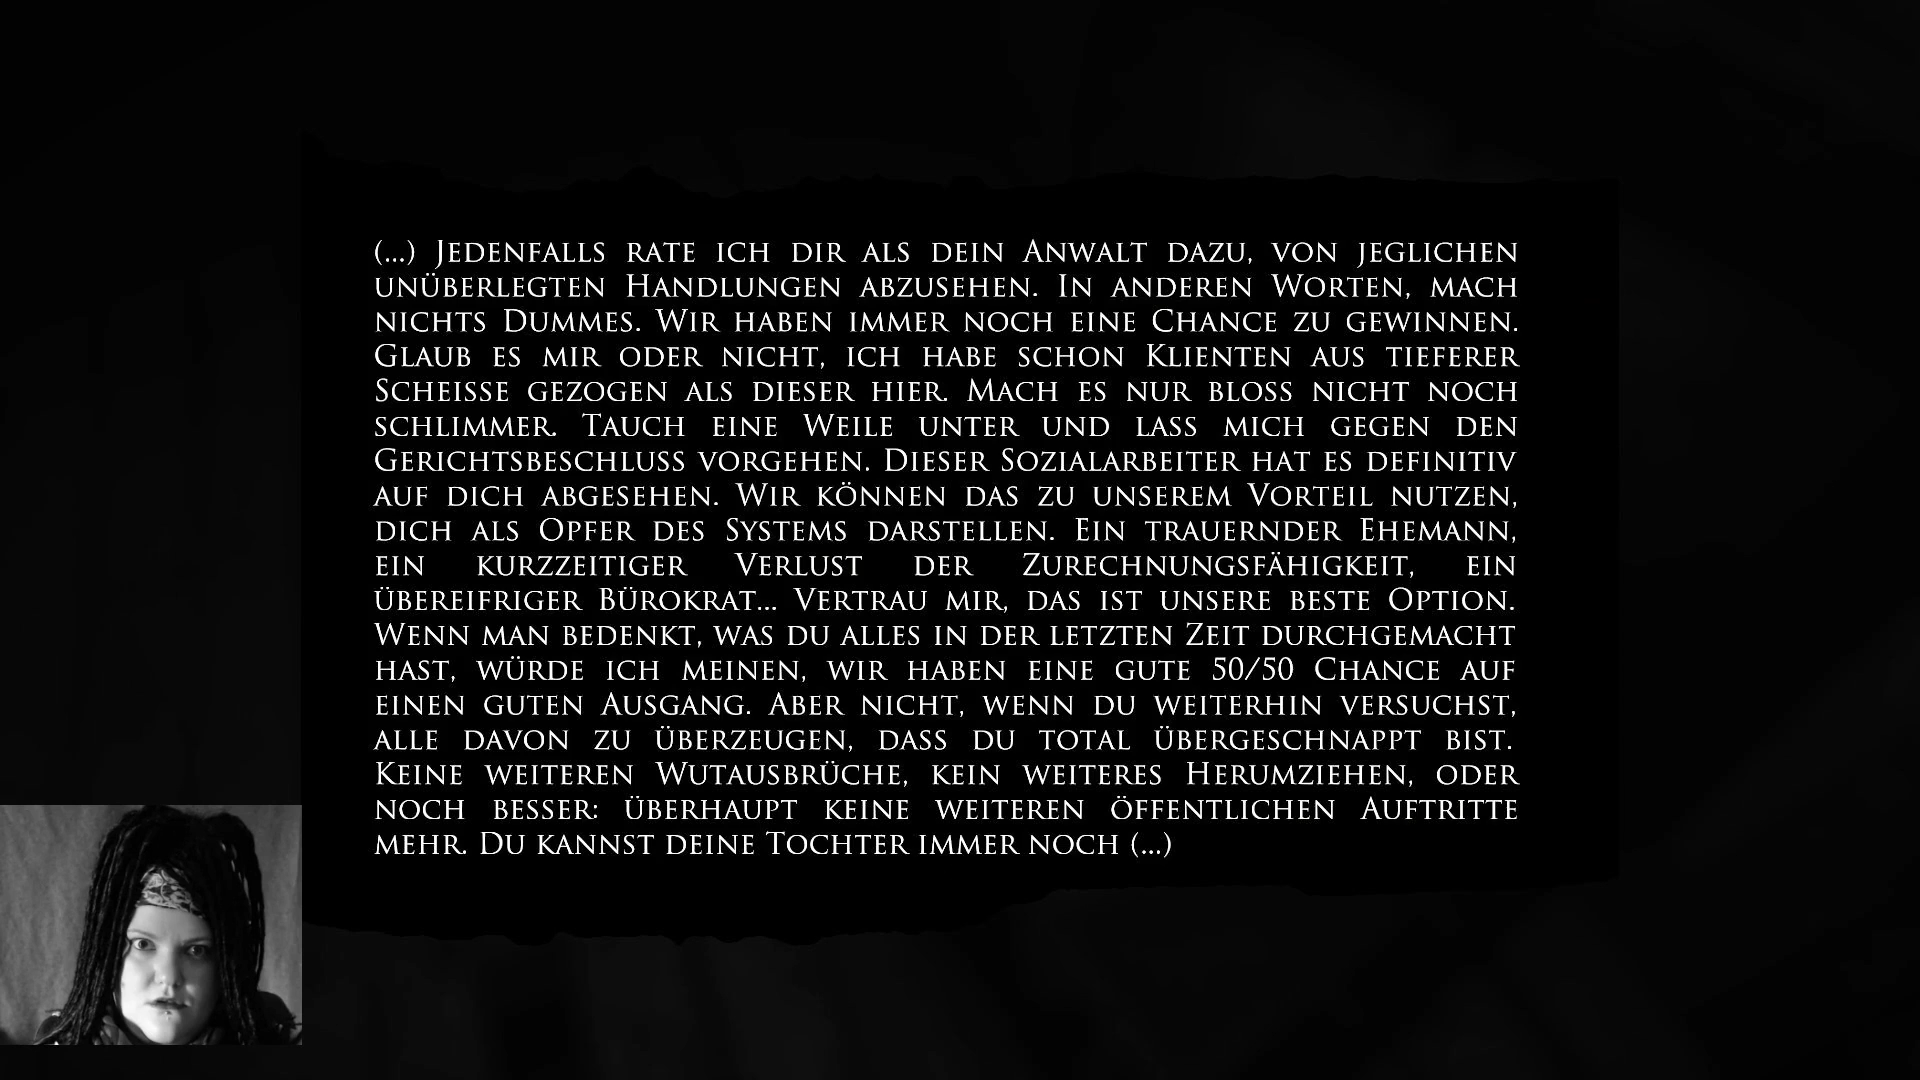 (...) Jedenfalls rate ich dir als dein Anwalt dazu, von jeglichen
unüberlegten Handlungen abzusehen. In anderen Worten, mach
nichts Dummes. Wir haben immer noch eine Chance zu gewinnen.
Glaub es mir oder nicht, ich habe schon Klienten aus tieferer
Scheisse gezogen als dieser hier. Mach es nur bloss nicht noch
schlimmer. Tauch eine Weile unter und lass mich gegen den
Gerichtsbeschluss vorgehen. Dieser Sozialarbeiter hat es definitiv
auf dich abgesehen. Wir können das zu unserem Vorteil nutzen,
dich als Opfer des Systems darstellen. Ein trauernder Ehemann,
ein kurzzeitiger Verlust der Zurechnungsfähigkeit, ein
übereifriger Bürokrat... Vertrau mir, das ist unsere beste Option.
Wenn man bedenkt, was du alles in der letzten Zeit durchgemacht
hast, würde ich meinen, wir haben eine gute 50/50 Chance auf
einen guten Ausgang. Aber nicht, wenn du weiterhin versuchst,
alle davon zu überzeugen, dass du total übergeschnappt bist.
Keine weiteren Wutausbrüche, kein weiteres Herumziehen, oder
noch besser: überhaupt keine weiteren öffentlichen Auftritte
mehr. Du kannst deine Tochter immer noch (...)